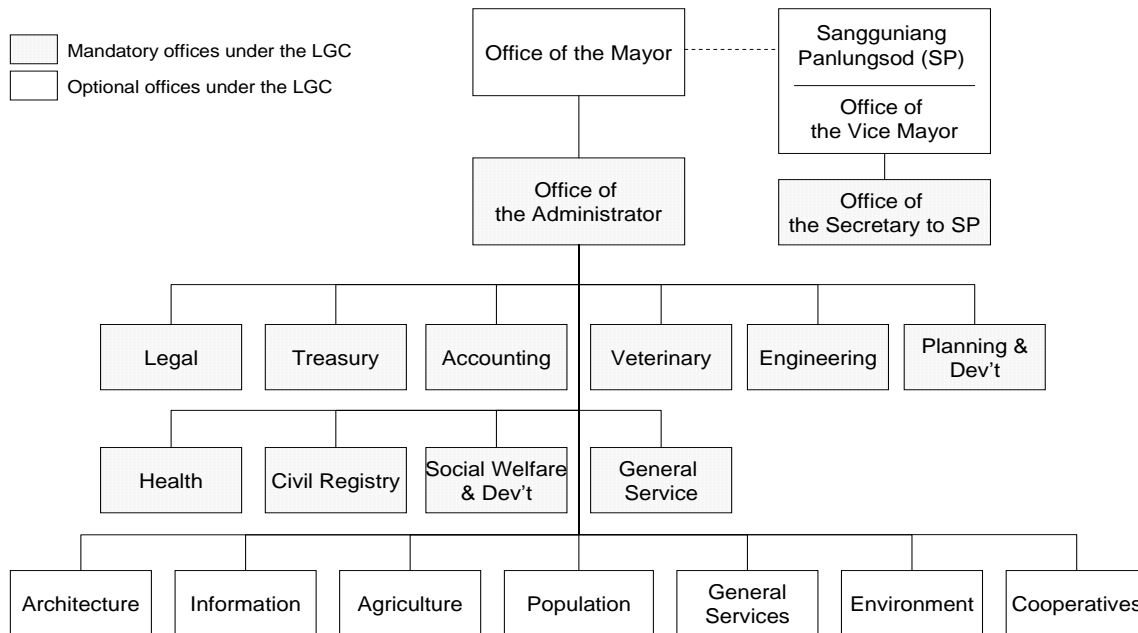 Mandatory offices under the LGC
Optional offices under the LGC
Office of the Mayor
Sangguniang
Panlungsod (SP)
Office of
the Vice Mayor
Office of
the Administrator
Office of
the Secretary to SP
Legal
Treasury
Accounting
Veterinary
Engineering
Planning &
Dev't
Health
Civil Registry
Social Welfare
& Dev't
General
Service
Architecture
Information
Agriculture
Population
General
Services
Environment
Cooperatives